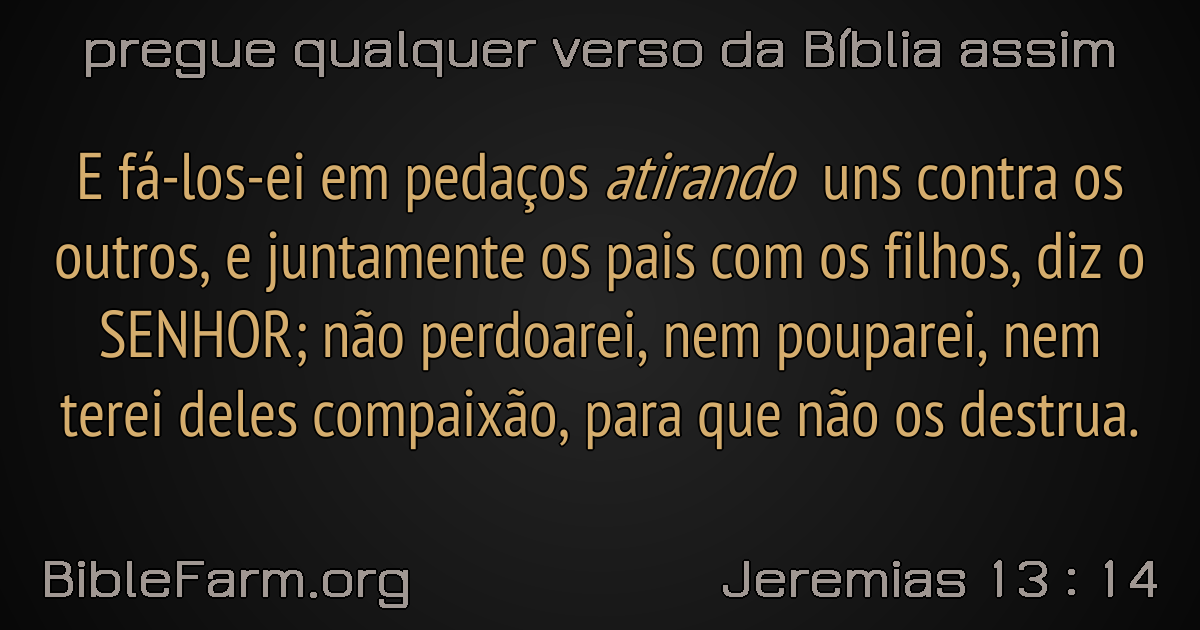 pregue qualquer verso da Bíblia assim
E fá-los-ei em pedaços atirando uns contra os
outros, e juntamente os pais com os filhos, diz o
SENHOR; não perdoarei, nem pouparei, nem
terei deles compaixão, para que não os destrua.
BibleFarm.org
Jeremias 13 : 14